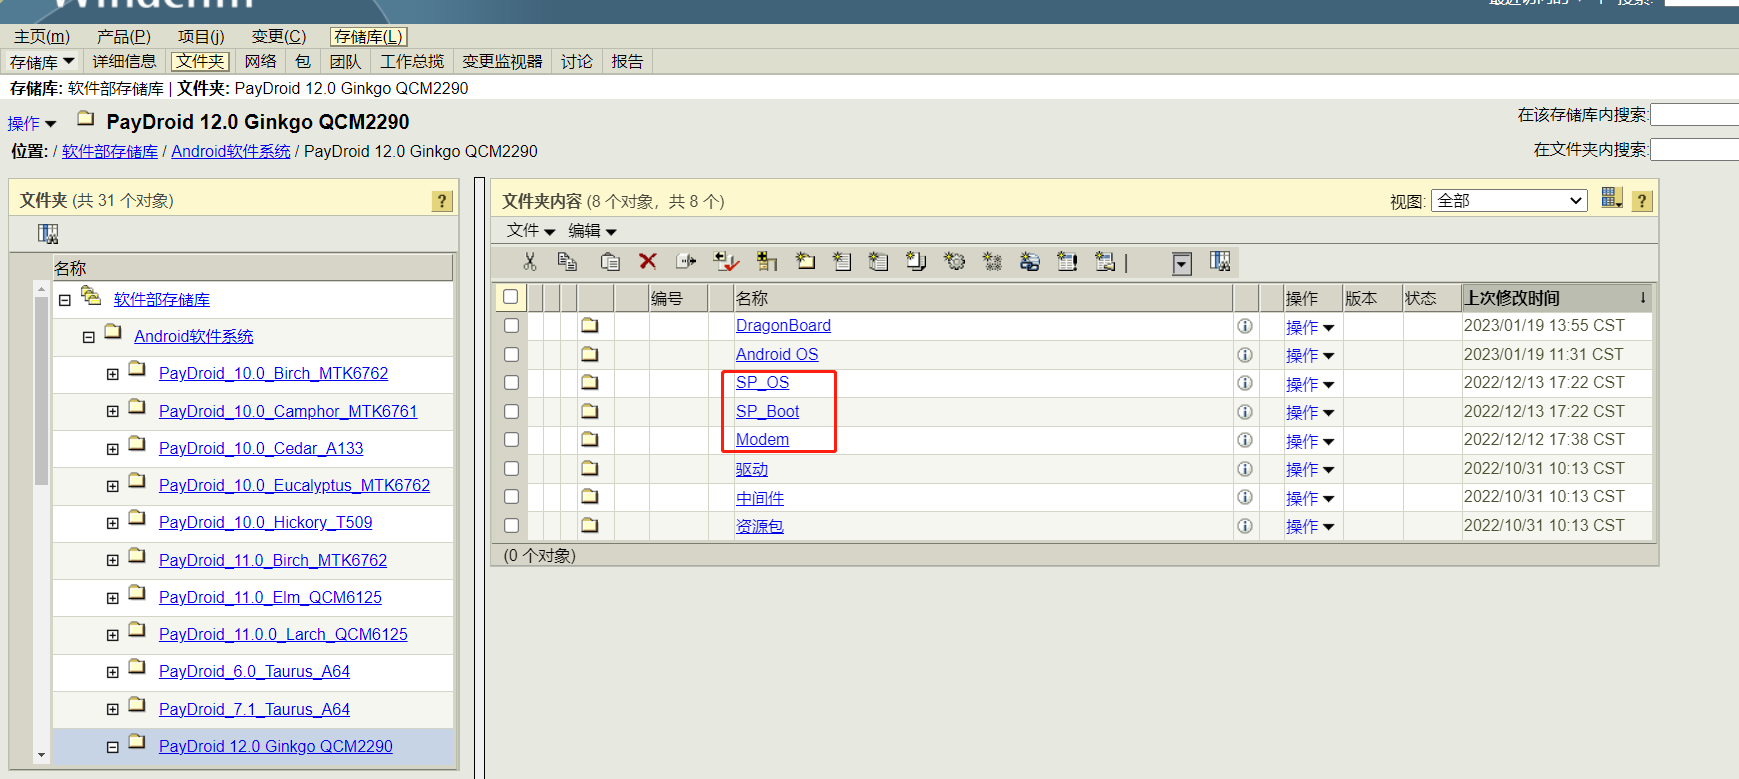 主页(m) 产品(P) 项目(j) 变更(C) 存储库(L)
存储库 详细信息 文件夹 网络 包 团队 工作总揽 变更监视器 讨论 报告
存储库: 软件部存储库 | 文件夹: PayDroid 12.0 Ginkgo QCM2290
操作 PayDroid 12.0 Ginkgo QCM2290
在该存储库内搜索:
位置: / 软件部存储库 / Android软件系统 / PayDroid 12.0 Ginkgo QCM2290
在文件夹内搜索:
文件夹 (共 31 个对象)
?
名称
软件部存储库
Android软件系统
PayDroid_10.0_Birch_MTK6762
PayDroid_10.0_Camphor_MTK6761
PayDroid_10.0_Cedar_A133
PayDroid_10.0_Eucalyptus_MTK6762
PayDroid_10.0_Hickory_T509
PayDroid_11.0_Birch_MTK6762
PayDroid_11.0_Elm_QCM6125
PayDroid_11.0.0_Larch_QCM6125
PayDroid_6.0_Taurus_A64
PayDroid_7.1_Taurus_A64
PayDroid 12.0 Ginkgo QCM2290
文件夹内容 (8 个对象，共 8 个)
视图: 全部
?
文件 编辑
编号 名称 操作 版本 状态 上次修改时间
DragonBoard 操作 2023/01/19 13:55 CST
Android OS 操作 2023/01/19 11:31 CST
SP_OS 操作 2022/12/13 17:22 CST
SP_Boot 操作 2022/12/13 17:22 CST
Modem 操作 2022/12/12 17:38 CST
驱动 操作 2022/10/31 10:13 CST
中间件 操作 2022/10/31 10:13 CST
资源包 操作 2022/10/31 10:13 CST
(0 个对象)